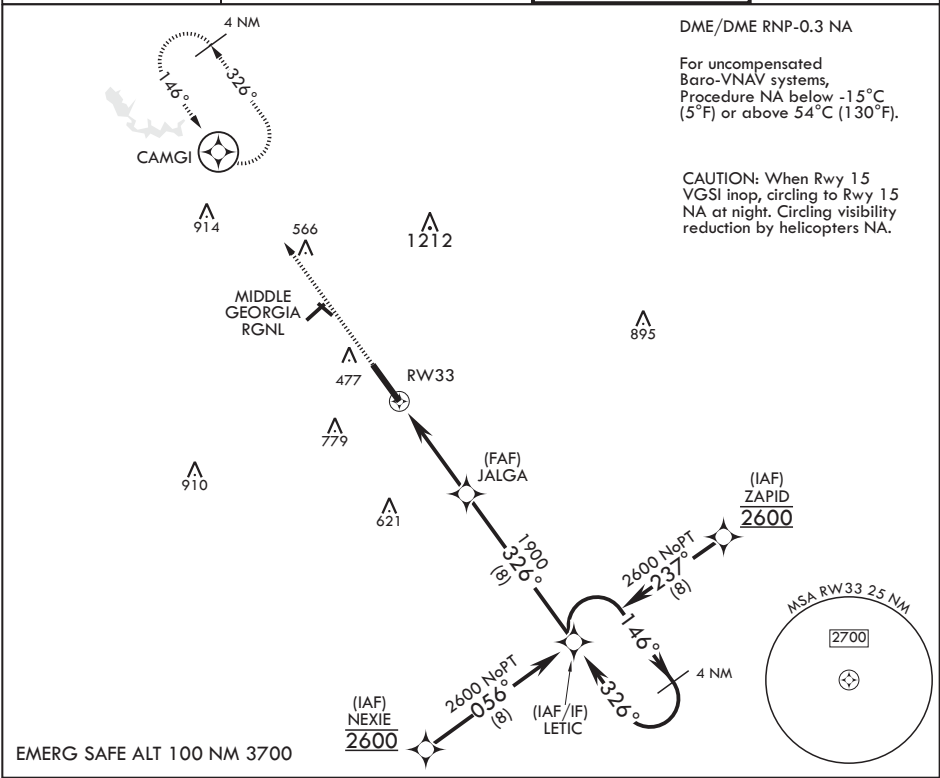 4 NM
146°
326°
CAMGI
DME/DME RNP-0.3 NA
For uncompensated
Baro-VNAV systems,
Procedure NA below -15°C
(5°F) or above 54°C (130°F).
CAUTION: When Rwy 15
VGSI inop, circling to Rwy 15
NA at night. Circling visibility
reduction by helicopters NA.
914
566
1212
MIDDLE
GEORGIA
RGNL
895
477
RW33
779
910
621
(FAF)
JALGA
1900
326°
(8)
(IAF)
ZAPID
2600
2600 NoPT
237°
(8)
146°
4 NM
326°
2600 NoPT
056°
(8)
(IAF)
NEXIE
2600
(IAF/IF)
LETIC
MSA RW33 25 NM
2700
EMERG SAFE ALT 100 NM 3700